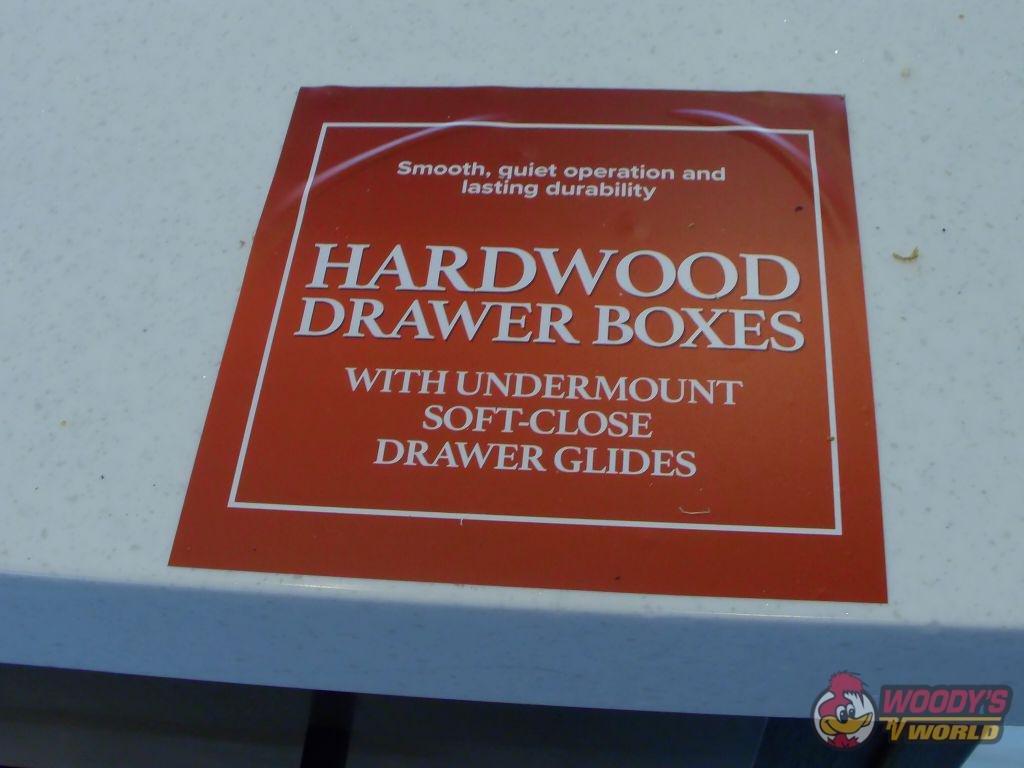 Smooth, quiet operation and
lasting durability
HARDWOOD
DRAWER BOXES
WITH UNDERMOUNT
SOFT-CLOSE
DRAWER GLIDES
WOODY'S
RV WORLD